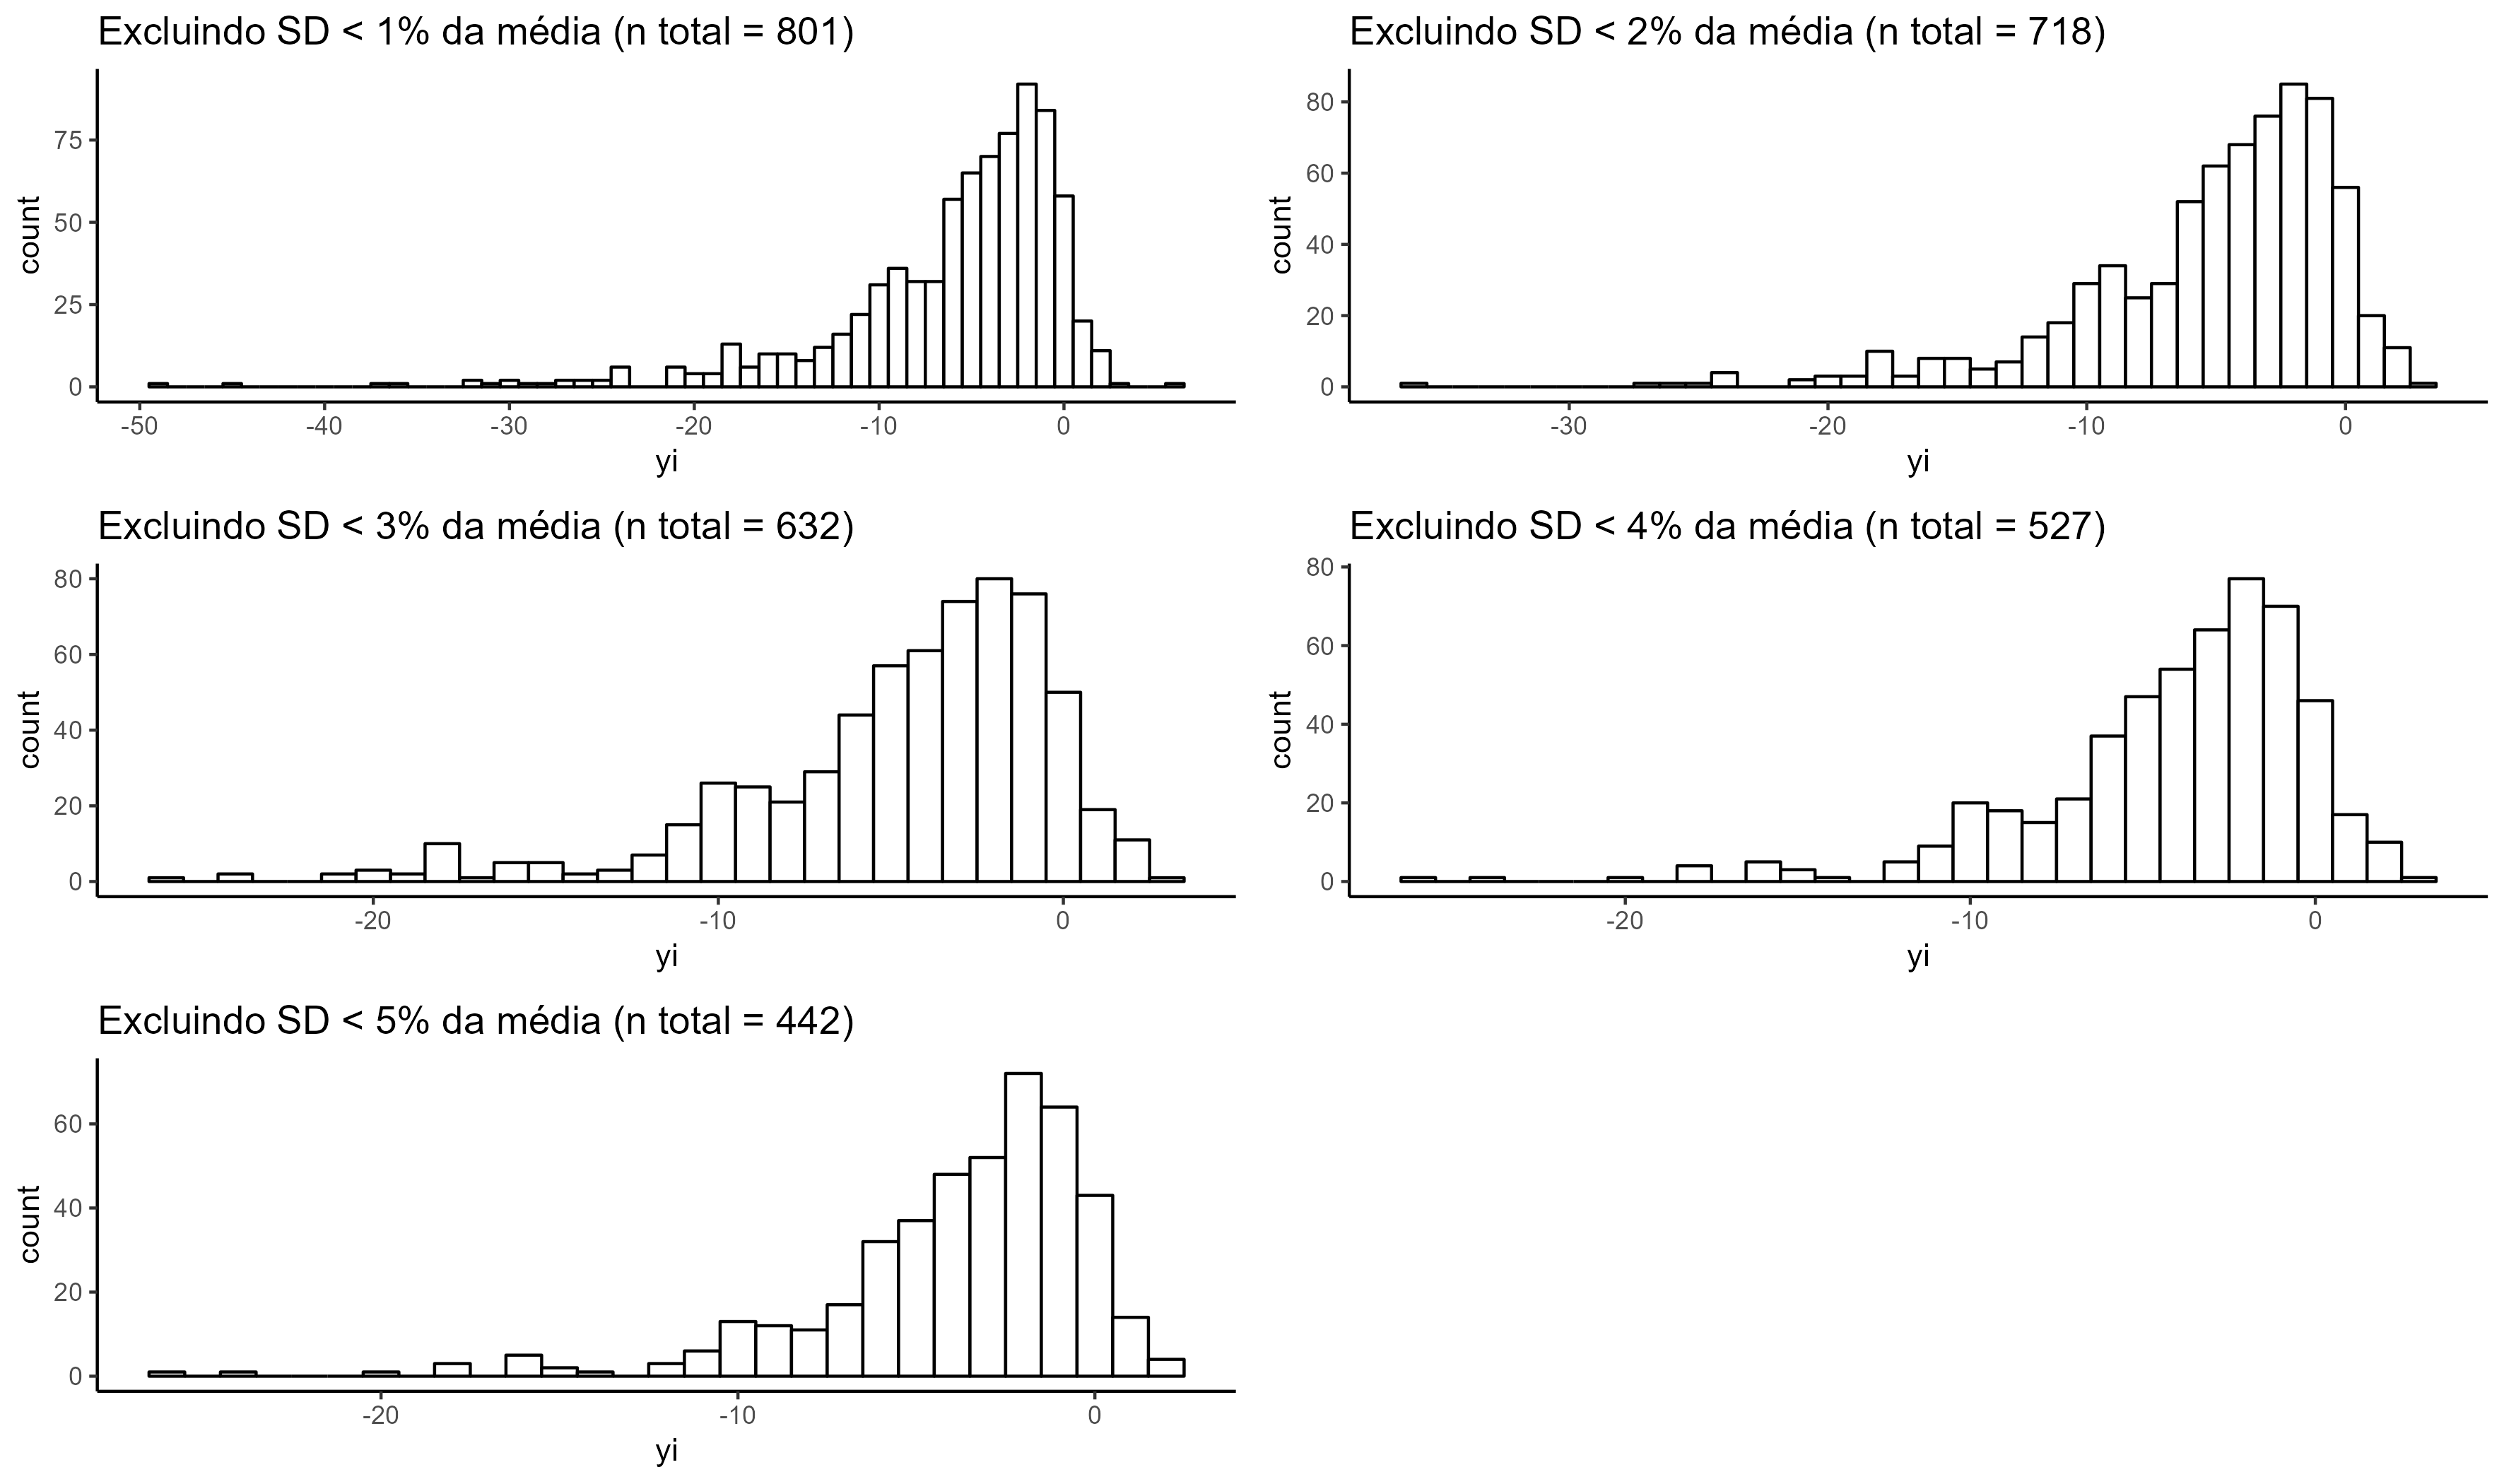 Excluindo SD < 1% da média (n total = 801)
75
50
25
0
count
-50 -40 -30 -20 -10 0
yi
Excluindo SD < 2% da média (n total = 718)
80
60
40
20
0
count
-30 -20 -10 0
yi
Excluindo SD < 3% da média (n total = 632)
80
60
40
20
0
count
-20 -10 0
yi
Excluindo SD < 4% da média (n total = 527)
80
60
40
20
0
count
-20 -10 0
yi
Excluindo SD < 5% da média (n total = 442)
60
40
20
0
count
-20 -10 0
yi